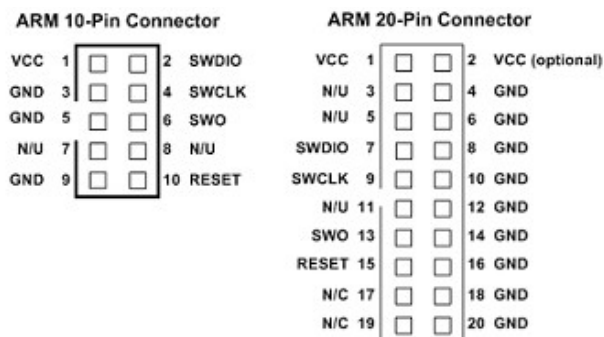 ARM 10-Pin Connector
VCC 1 2 SWDIO
GND 3 4 SWCLK
GND 5 6 SWO
N/U 7 8 N/U
GND 9 10 RESET
ARM 20-Pin Connector
VCC 1 2 VCC (optional)
N/U 3 4 GND
N/U 5 6 GND
SWDIO 7 8 GND
SWCLK 9 10 GND
N/U 11 12 GND
SWO 13 14 GND
RESET 15 16 GND
N/C 17 18 GND
N/C 19 20 GND